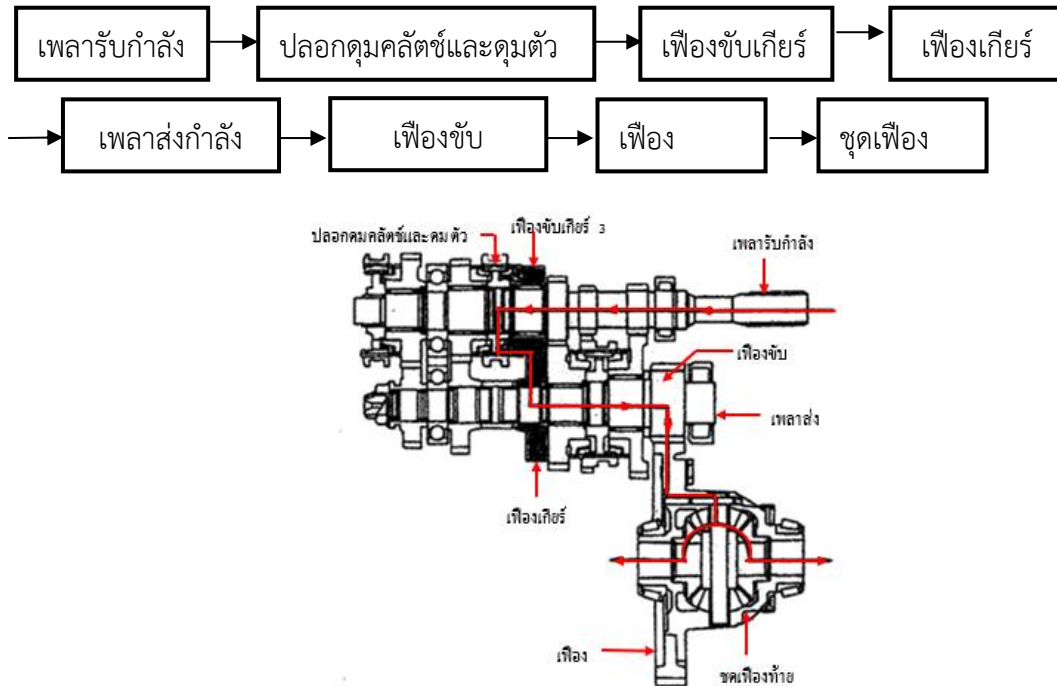 เพลารับกำลัง
ปลอกดุมคลัตช์และดุมตัว
เฟืองขับเกียร์
เฟืองเกียร์
เพลาส่งกำลัง
เฟืองขับ
เฟือง
ชุดเฟือง
ปลอกดุมคลัตช์และดุมตัว
เฟืองขับเกียร์ 3
เพลารับกำลัง
เฟืองขับ
เพลาส่ง
เฟืองเกียร์
เฟือง
ชุดเฟืองท้าย